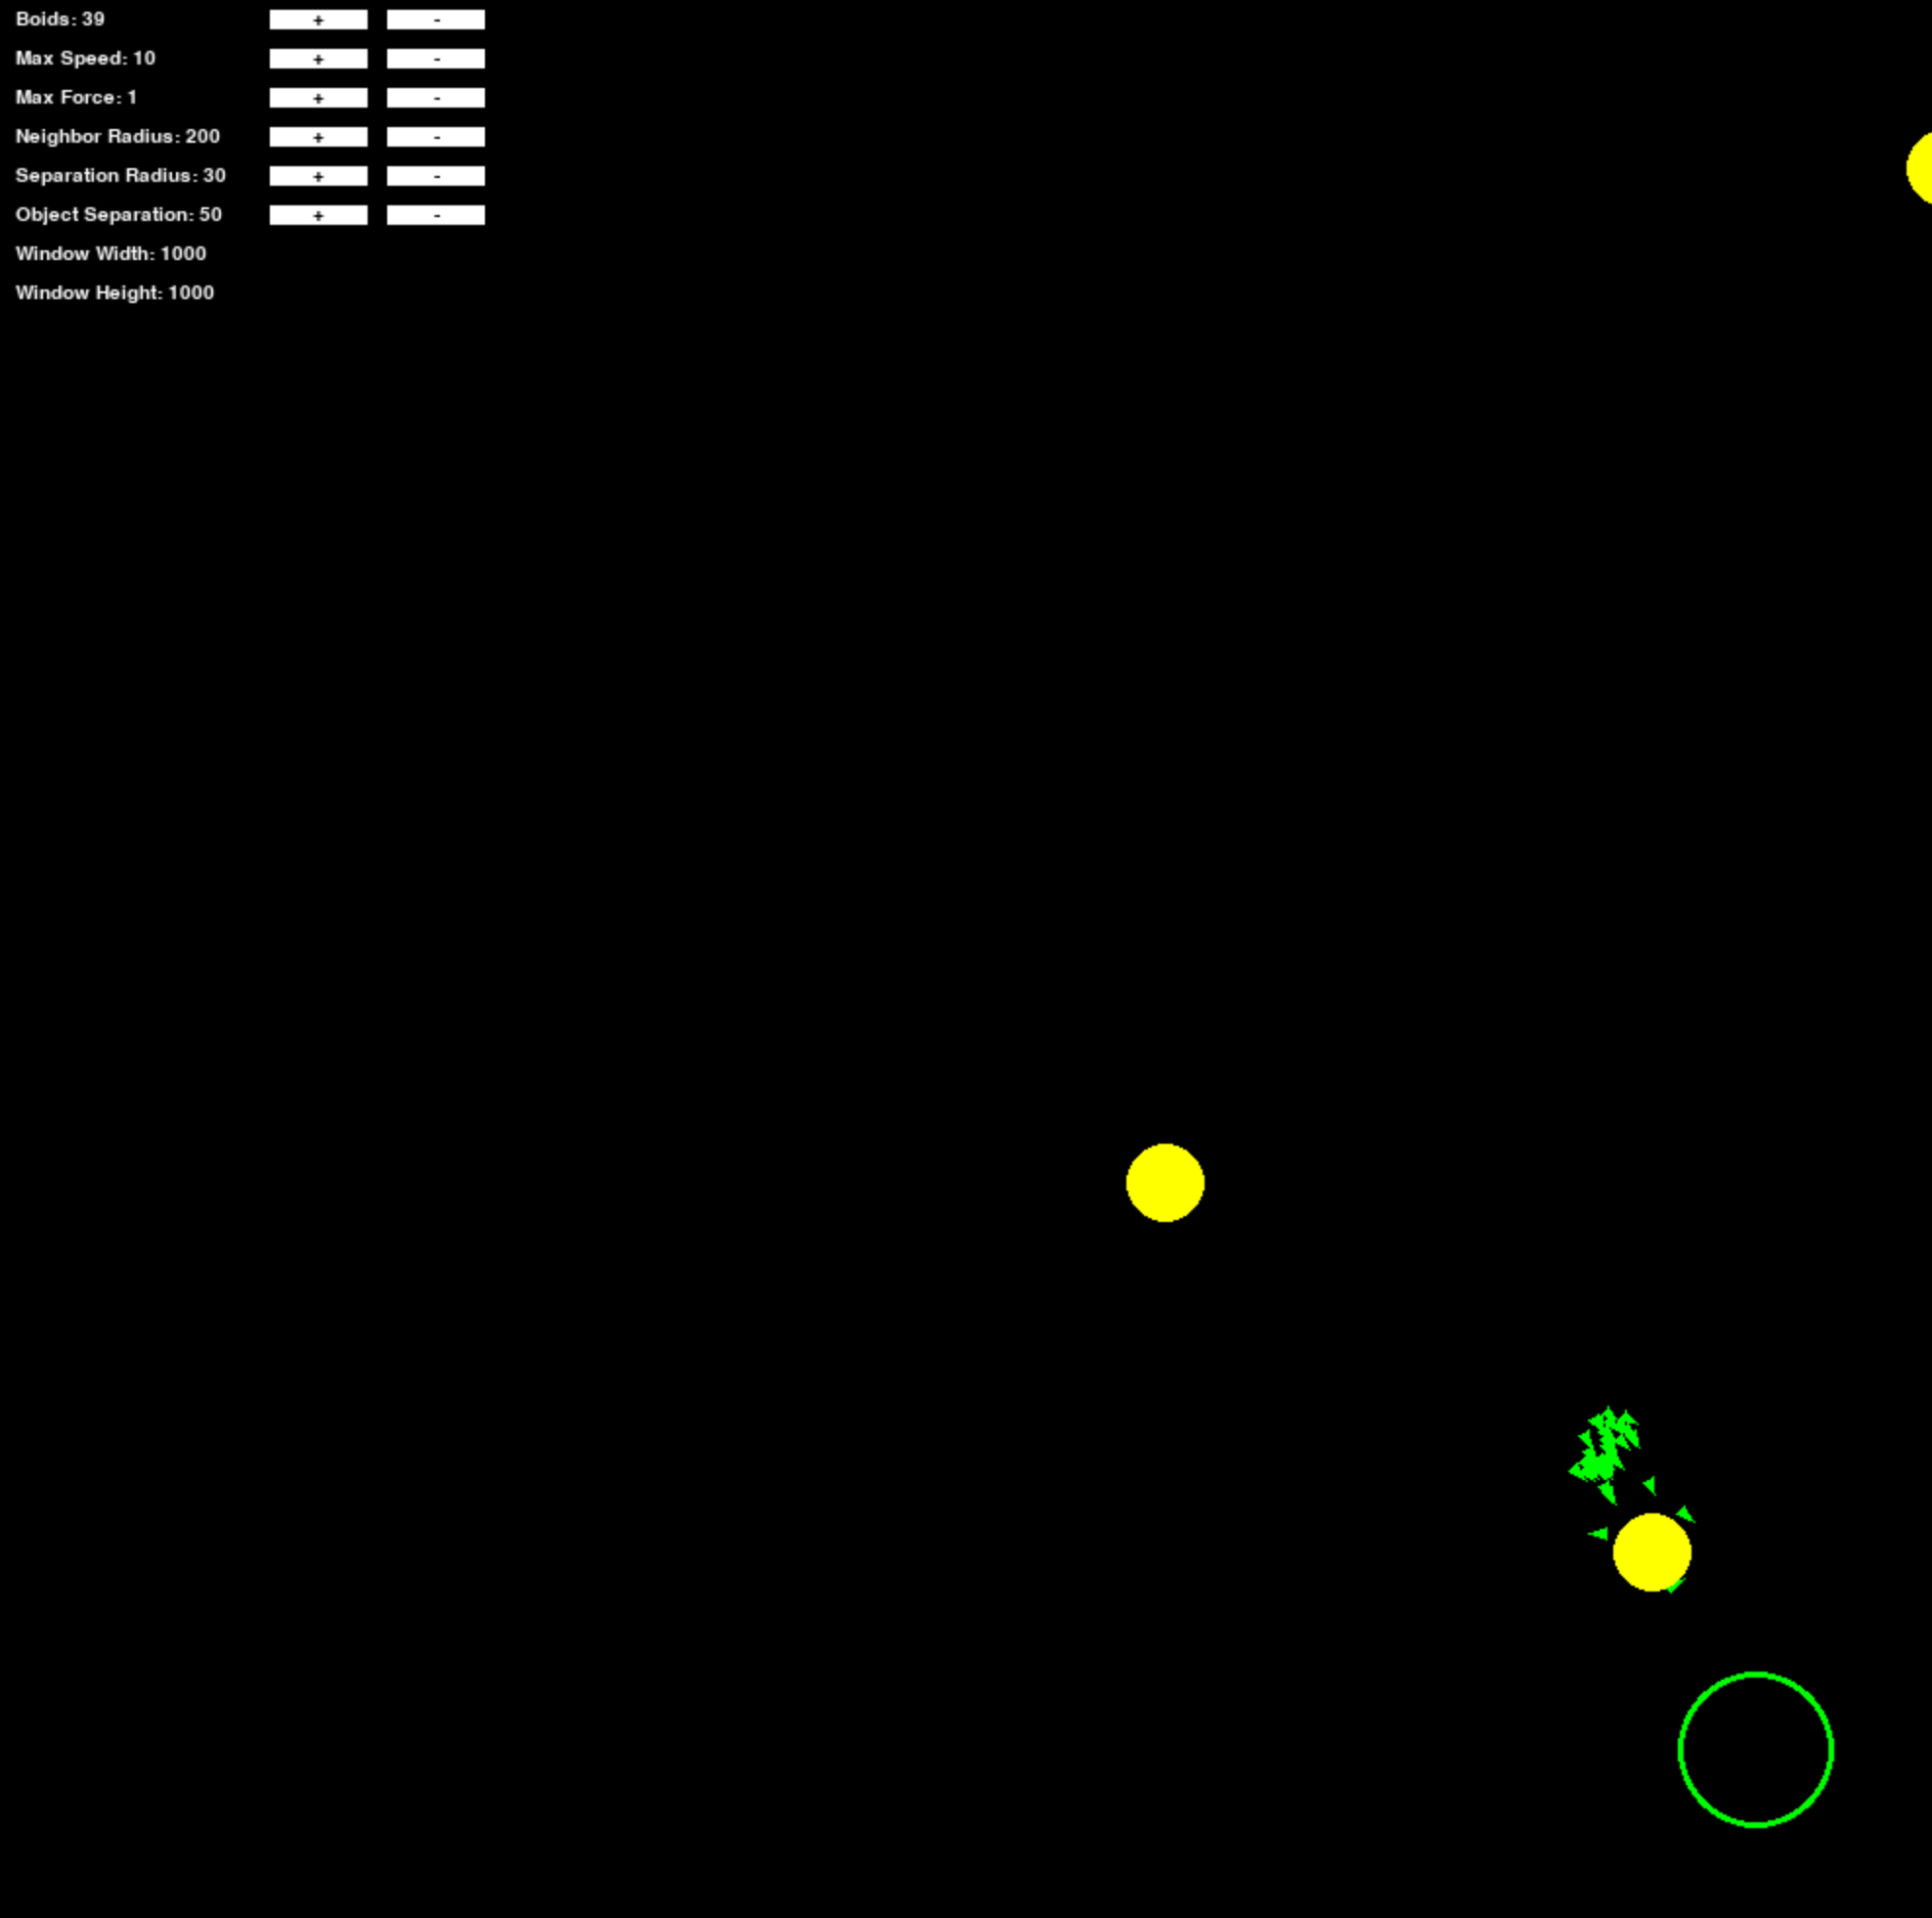 Boids: 39 + -
Max Speed: 10 + -
Max Force: 1 + -
Neighbor Radius: 200 + -
Separation Radius: 30 + -
Object Separation: 50 + -
Window Width: 1000
Window Height: 1000